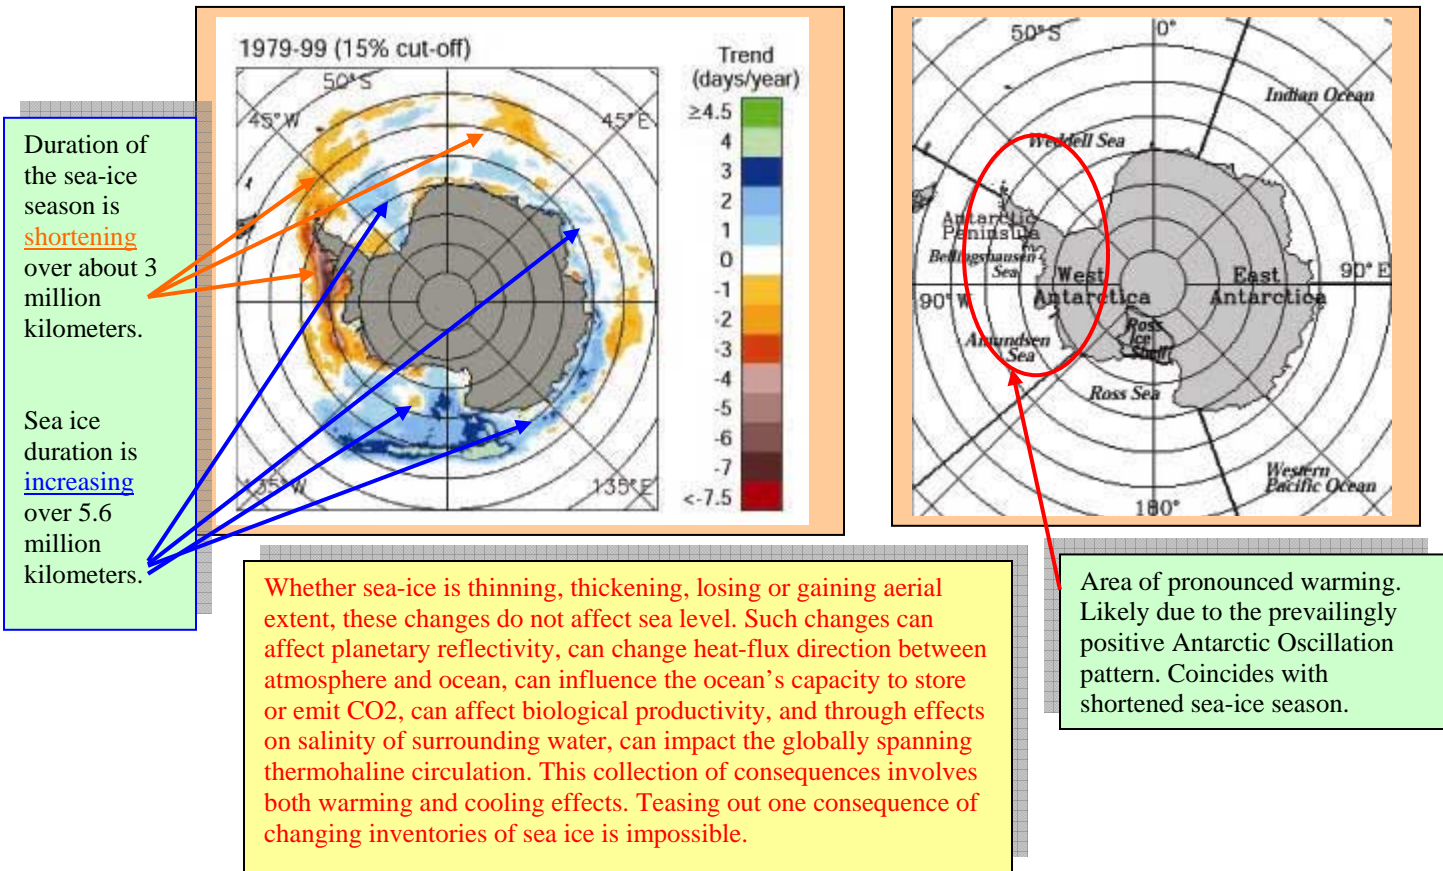 Duration of
the sea-ice
season is
shortening
over about 3
million
kilometers.
Sea ice
duration is
increasing
over 5.6
million
kilometers.
1979-99 (15% cut-off)
Trend
(days/year)
50°S
45°W
45°E
135°W
135°E
≥4.5
4
3
2
1
0
-1
-2
-3
-4
-5
-6
-7
<-7.5
50°S
0°
Indian Ocean
Weddell Sea
Antarctic
Peninsula
Bellingshausen
Sea
90°W
West
Antarctica
East
Antarctica
90°E
Ross
Ice
Shelf
Amundsen
Sea
Ross Sea
Western
Pacific Ocean
180°
Whether sea-ice is thinning, thickening, losing or gaining aerial
extent, these changes do not affect sea level. Such changes can
affect planetary reflectivity, can change heat-flux direction between
atmosphere and ocean, can influence the ocean’s capacity to store
or emit CO2, can affect biological productivity, and through effects
on salinity of surrounding water, can impact the globally spanning
thermohaline circulation. This collection of consequences involves
both warming and cooling effects. Teasing out one consequence of
changing inventories of sea ice is impossible.
Area of pronounced warming.
Likely due to the prevailingly
positive Antarctic Oscillation
pattern. Coincides with
shortened sea-ice season.